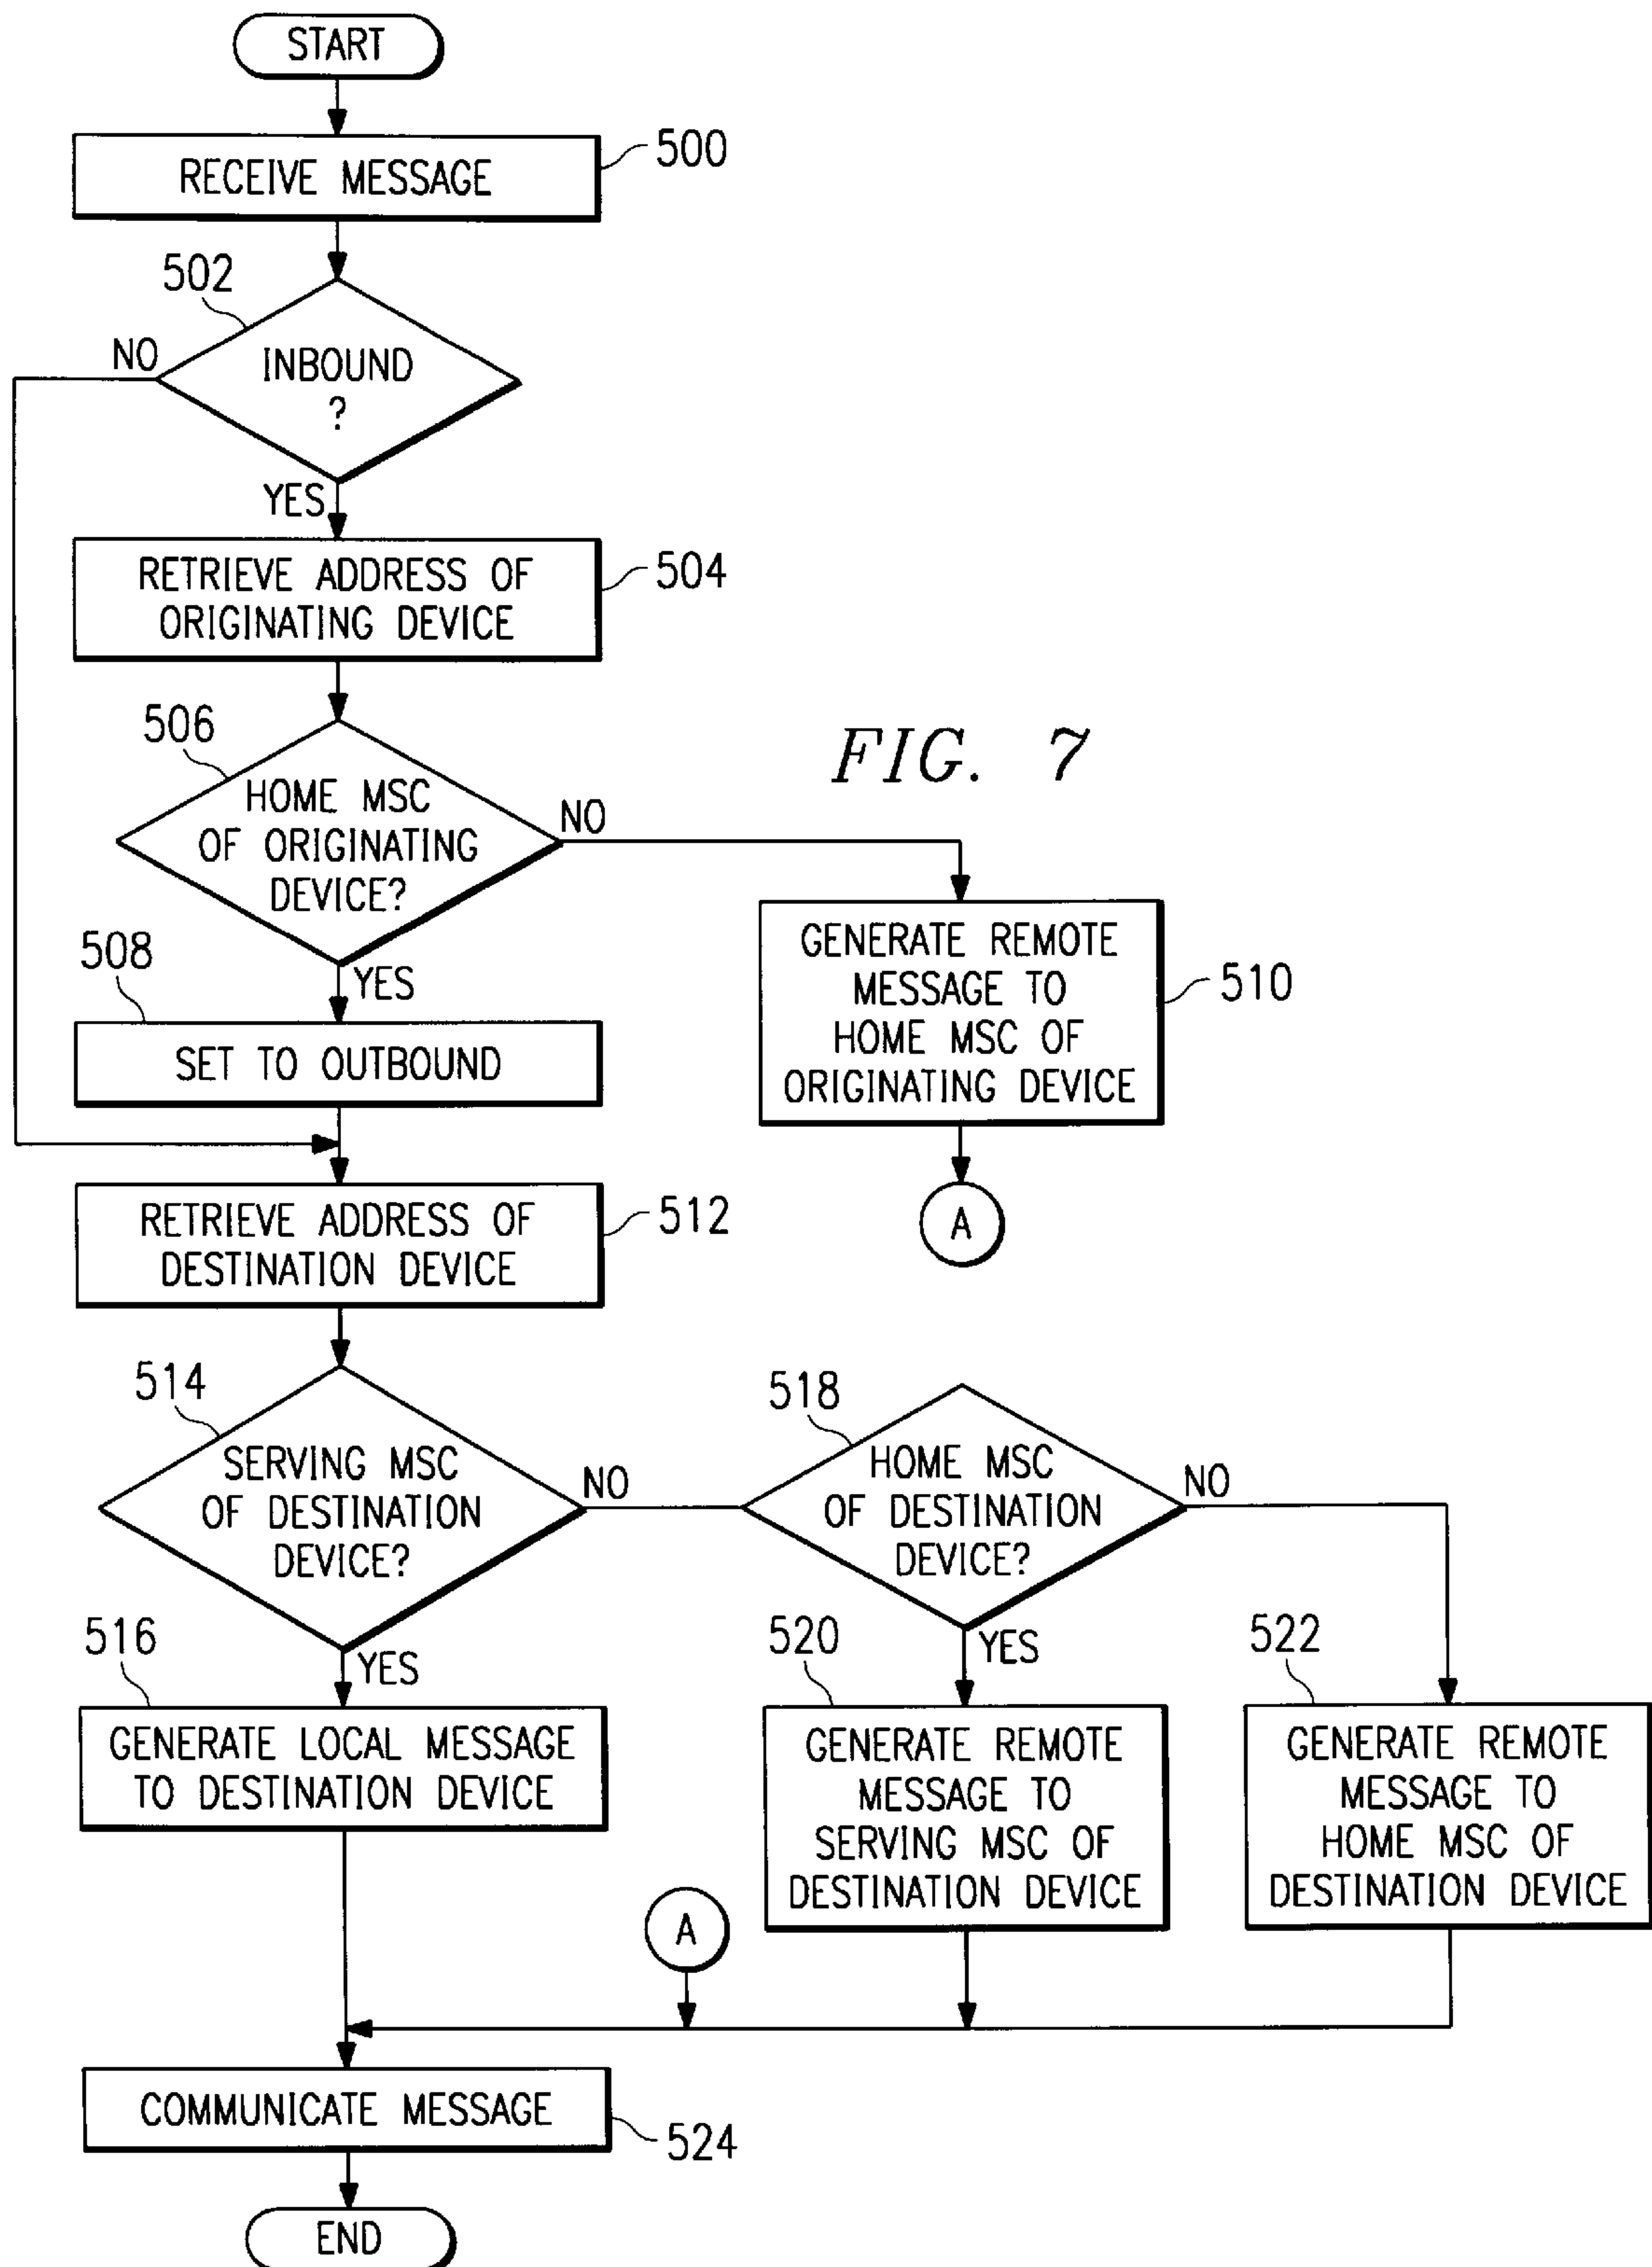 START
RECEIVE MESSAGE
500
502
NO
INBOUND
?
YES
RETRIEVE ADDRESS OF
ORIGINATING DEVICE
504
506
HOME MSC
OF ORIGINATING
DEVICE?
NO
FIG. 7
YES
508
SET TO OUTBOUND
GENERATE REMOTE
MESSAGE TO
HOME MSC OF
ORIGINATING DEVICE
510
A
RETRIEVE ADDRESS OF
DESTINATION DEVICE
512
514
SERVING MSC
OF DESTINATION
DEVICE?
NO
YES
518
HOME MSC
OF DESTINATION
DEVICE?
NO
YES
516
GENERATE LOCAL MESSAGE
TO DESTINATION DEVICE
520
GENERATE REMOTE
MESSAGE TO
SERVING MSC OF
DESTINATION DEVICE
522
GENERATE REMOTE
MESSAGE TO
HOME MSC OF
DESTINATION DEVICE
A
COMMUNICATE MESSAGE
524
END